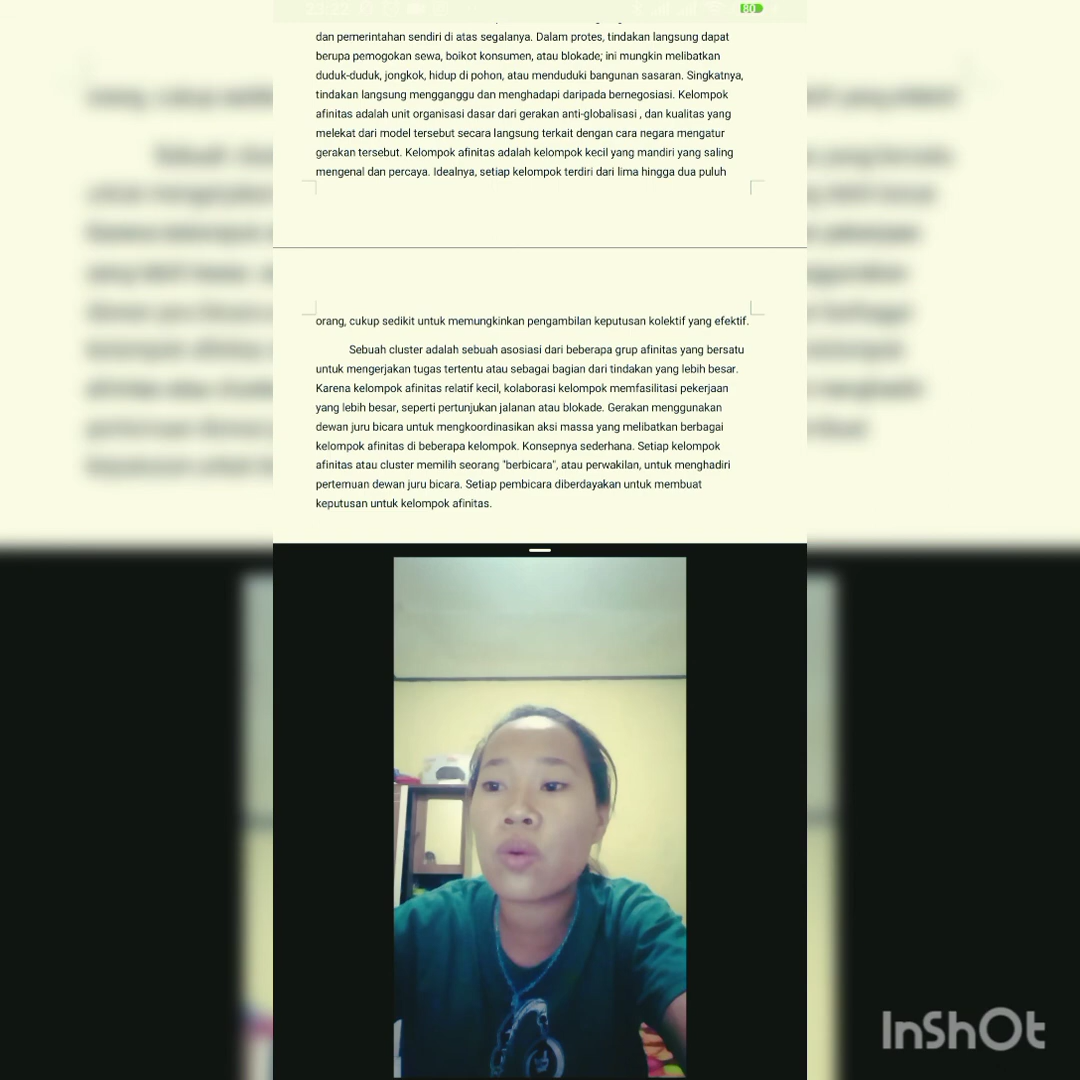 80
dan pemerintahan sendiri di atas segalanya. Dalam protes, tindakan langsung dapat
berupa pemogokan sewa, boikot konsumen, atau blokade; ini mungkin melibatkan
duduk-duduk, jongkok, hidup di pohon, atau menduduki bangunan sasaran. Singkatnya,
tindakan langsung mengganggu dan menghadapi daripada bernegosiasi. Kelompok
afinitas adalah unit organisasi dasar dari gerakan anti-globalisasi , dan kualitas yang
melekat dari model tersebut secara langsung terkait dengan cara negara mengatur
gerakan tersebut. Kelompok afinitas adalah kelompok kecil yang mandiri yang saling
mengenal dan percaya. Idealnya, setiap kelompok terdiri dari lima hingga dua puluh
orang, cukup sedikit untuk memungkinkan pengambilan keputusan kolektif yang efektif.
Sebuah cluster adalah sebuah asosiasi dari beberapa grup afinitas yang bersatu
untuk mengerjakan tugas tertentu atau sebagai bagian dari tindakan yang lebih besar.
Karena kelompok afinitas relatif kecil, kolaborasi kelompok memfasilitasi pekerjaan
yang lebih besar, seperti pertunjukan jalanan atau blokade. Gerakan menggunakan
dewan juru bicara untuk mengkoordinasikan aksi massa yang melibatkan berbagai
kelompok afinitas di beberapa kelompok. Konsepnya sederhana. Setiap kelompok
afinitas atau cluster memilih seorang "berbicara", atau perwakilan, untuk menghadiri
pertemuan dewan juru bicara. Setiap pembicara diberdayakan untuk membuat
keputusan untuk kelompok afinitas.
InShOt